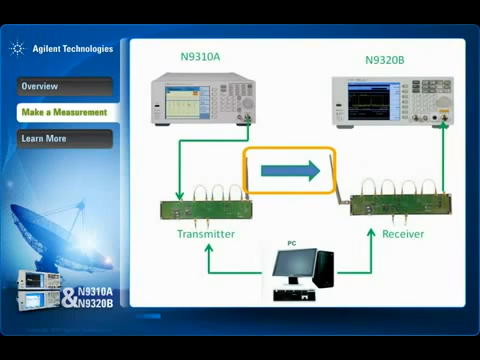 Agilent Technologies
Overview
Make a Measurement
Learn More
N9310A
N9320B
Transmitter
Receiver
PC
N9310A
& N9320B